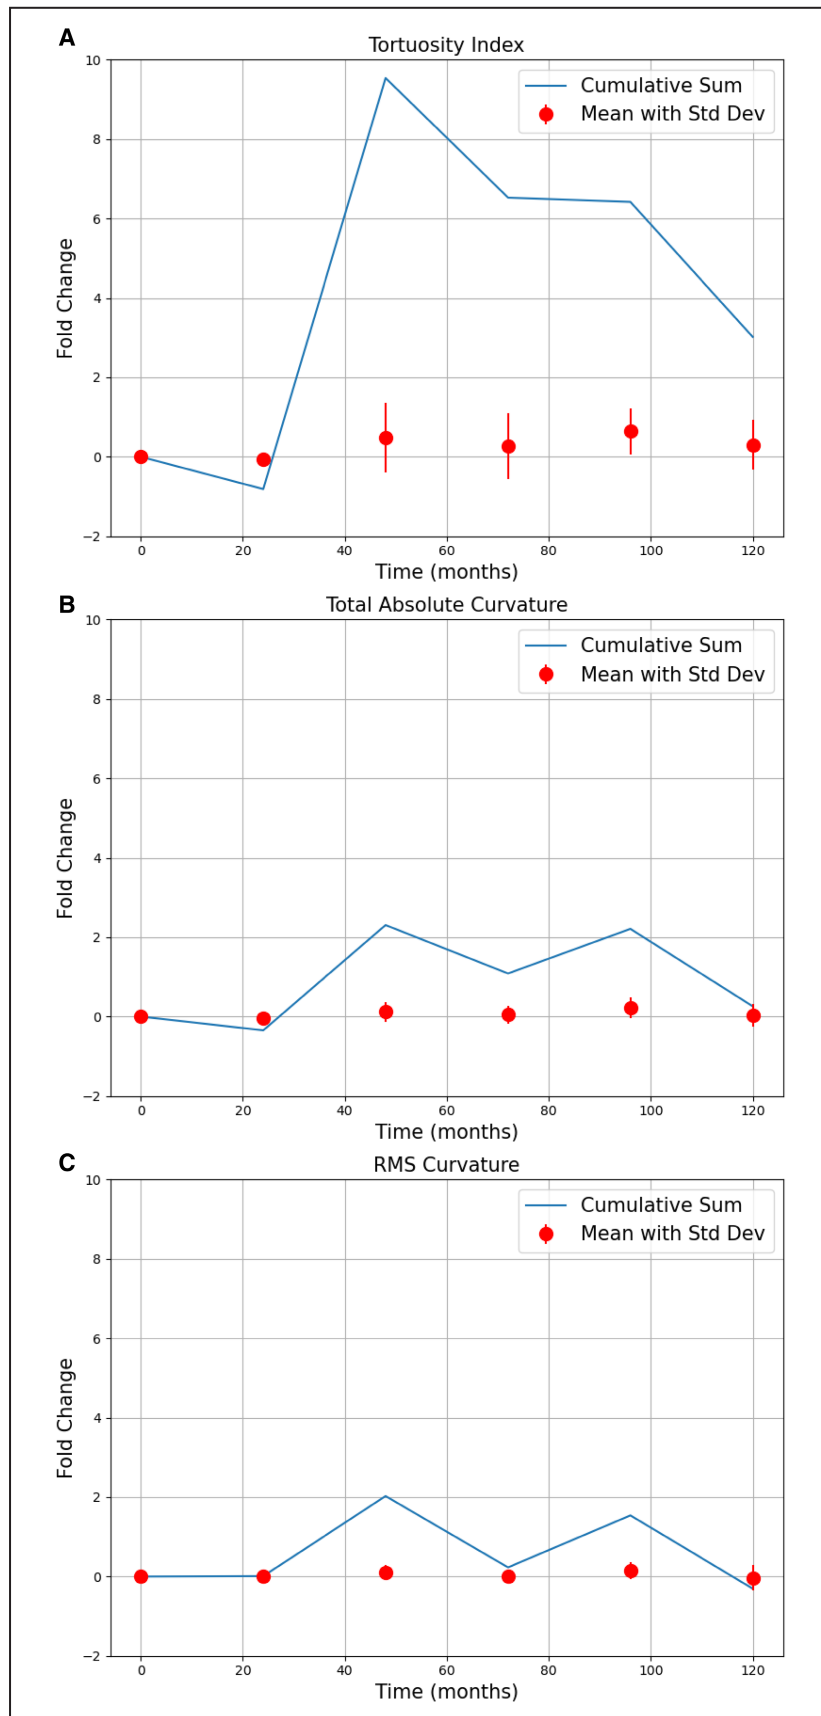 A
Tortuosity Index
10
8
6
4
2
0
−2
Fold Change
Cumulative Sum
Mean with Std Dev
0 20 40 60 80 100 120
Time (months)
B
Total Absolute Curvature
10
8
6
4
2
0
−2
Fold Change
Cumulative Sum
Mean with Std Dev
0 20 40 60 80 100 120
Time (months)
C
RMS Curvature
10
8
6
4
2
0
−2
Fold Change
Cumulative Sum
Mean with Std Dev
0 20 40 60 80 100 120
Time (months)